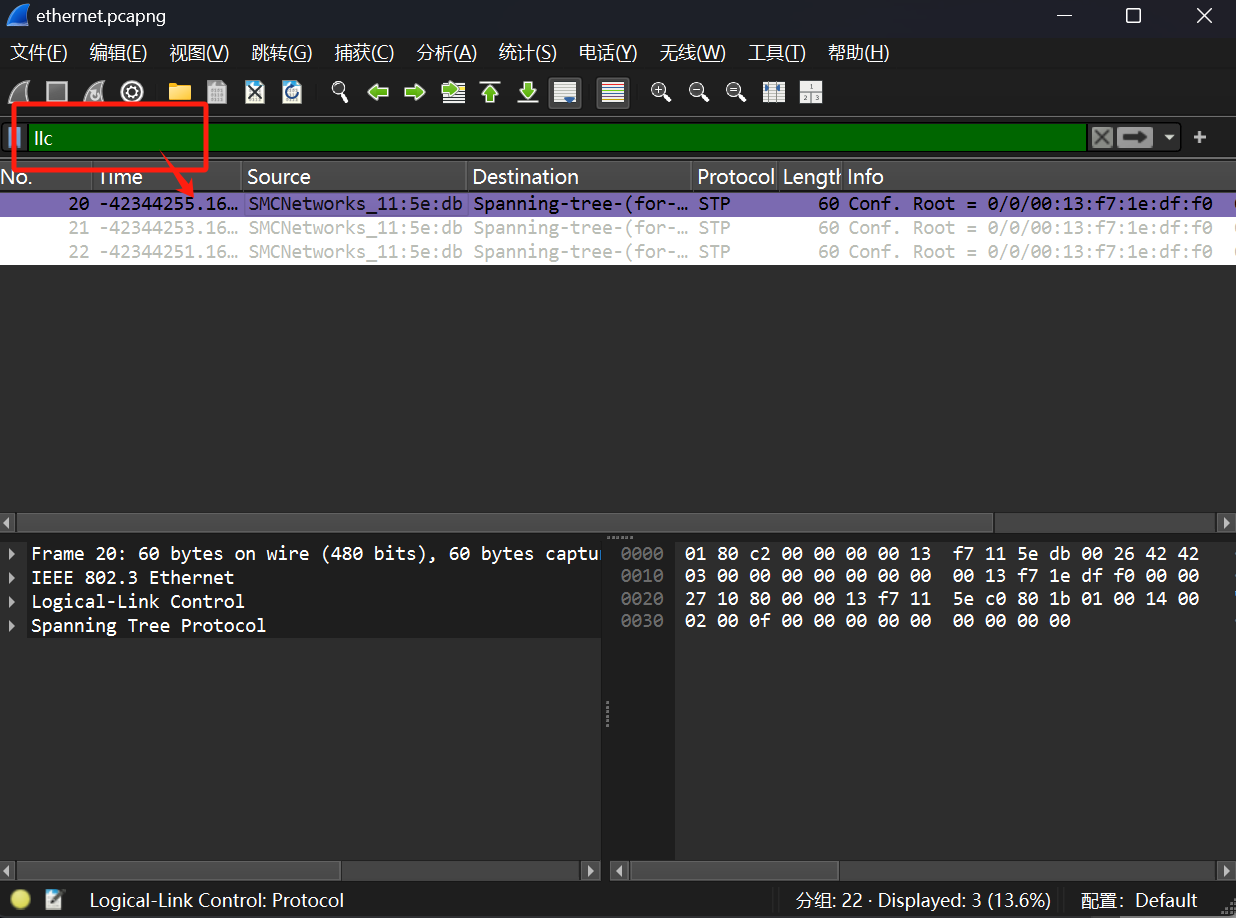 ethernet.pcapng
文件(F) 编辑(E) 视图(V) 跳转(G) 捕获(C) 分析(A) 统计(S) 电话(Y) 无线(W) 工具(T) 帮助(H)
llc
No. Time Source Destination Protocol Length Info
20 -42344255.16… SMCNetworks_11:5e:db Spanning-tree-(for-… STP 60 Conf. Root = 0/0/00:13:f7:1e:df:f0
21 -42344253.16… SMCNetworks_11:5e:db Spanning-tree-(for-… STP 60 Conf. Root = 0/0/00:13:f7:1e:df:f0
22 -42344251.16… SMCNetworks_11:5e:db Spanning-tree-(for-… STP 60 Conf. Root = 0/0/00:13:f7:1e:df:f0
Frame 20: 60 bytes on wire (480 bits), 60 bytes captu
IEEE 802.3 Ethernet
Logical-Link Control
Spanning Tree Protocol
0000 01 80 c2 00 00 00 00 13 f7 11 5e db 00 26 42 42
0010 03 00 00 00 00 00 00 00 00 13 f7 1e df f0 00 00
0020 27 10 80 00 00 13 f7 11 5e c0 80 1b 01 00 14 00
0030 02 00 0f 00 00 00 00 00 00 00 00 00
Logical-Link Control: Protocol 分组: 22 · Displayed: 3 (13.6%) 配置: Default